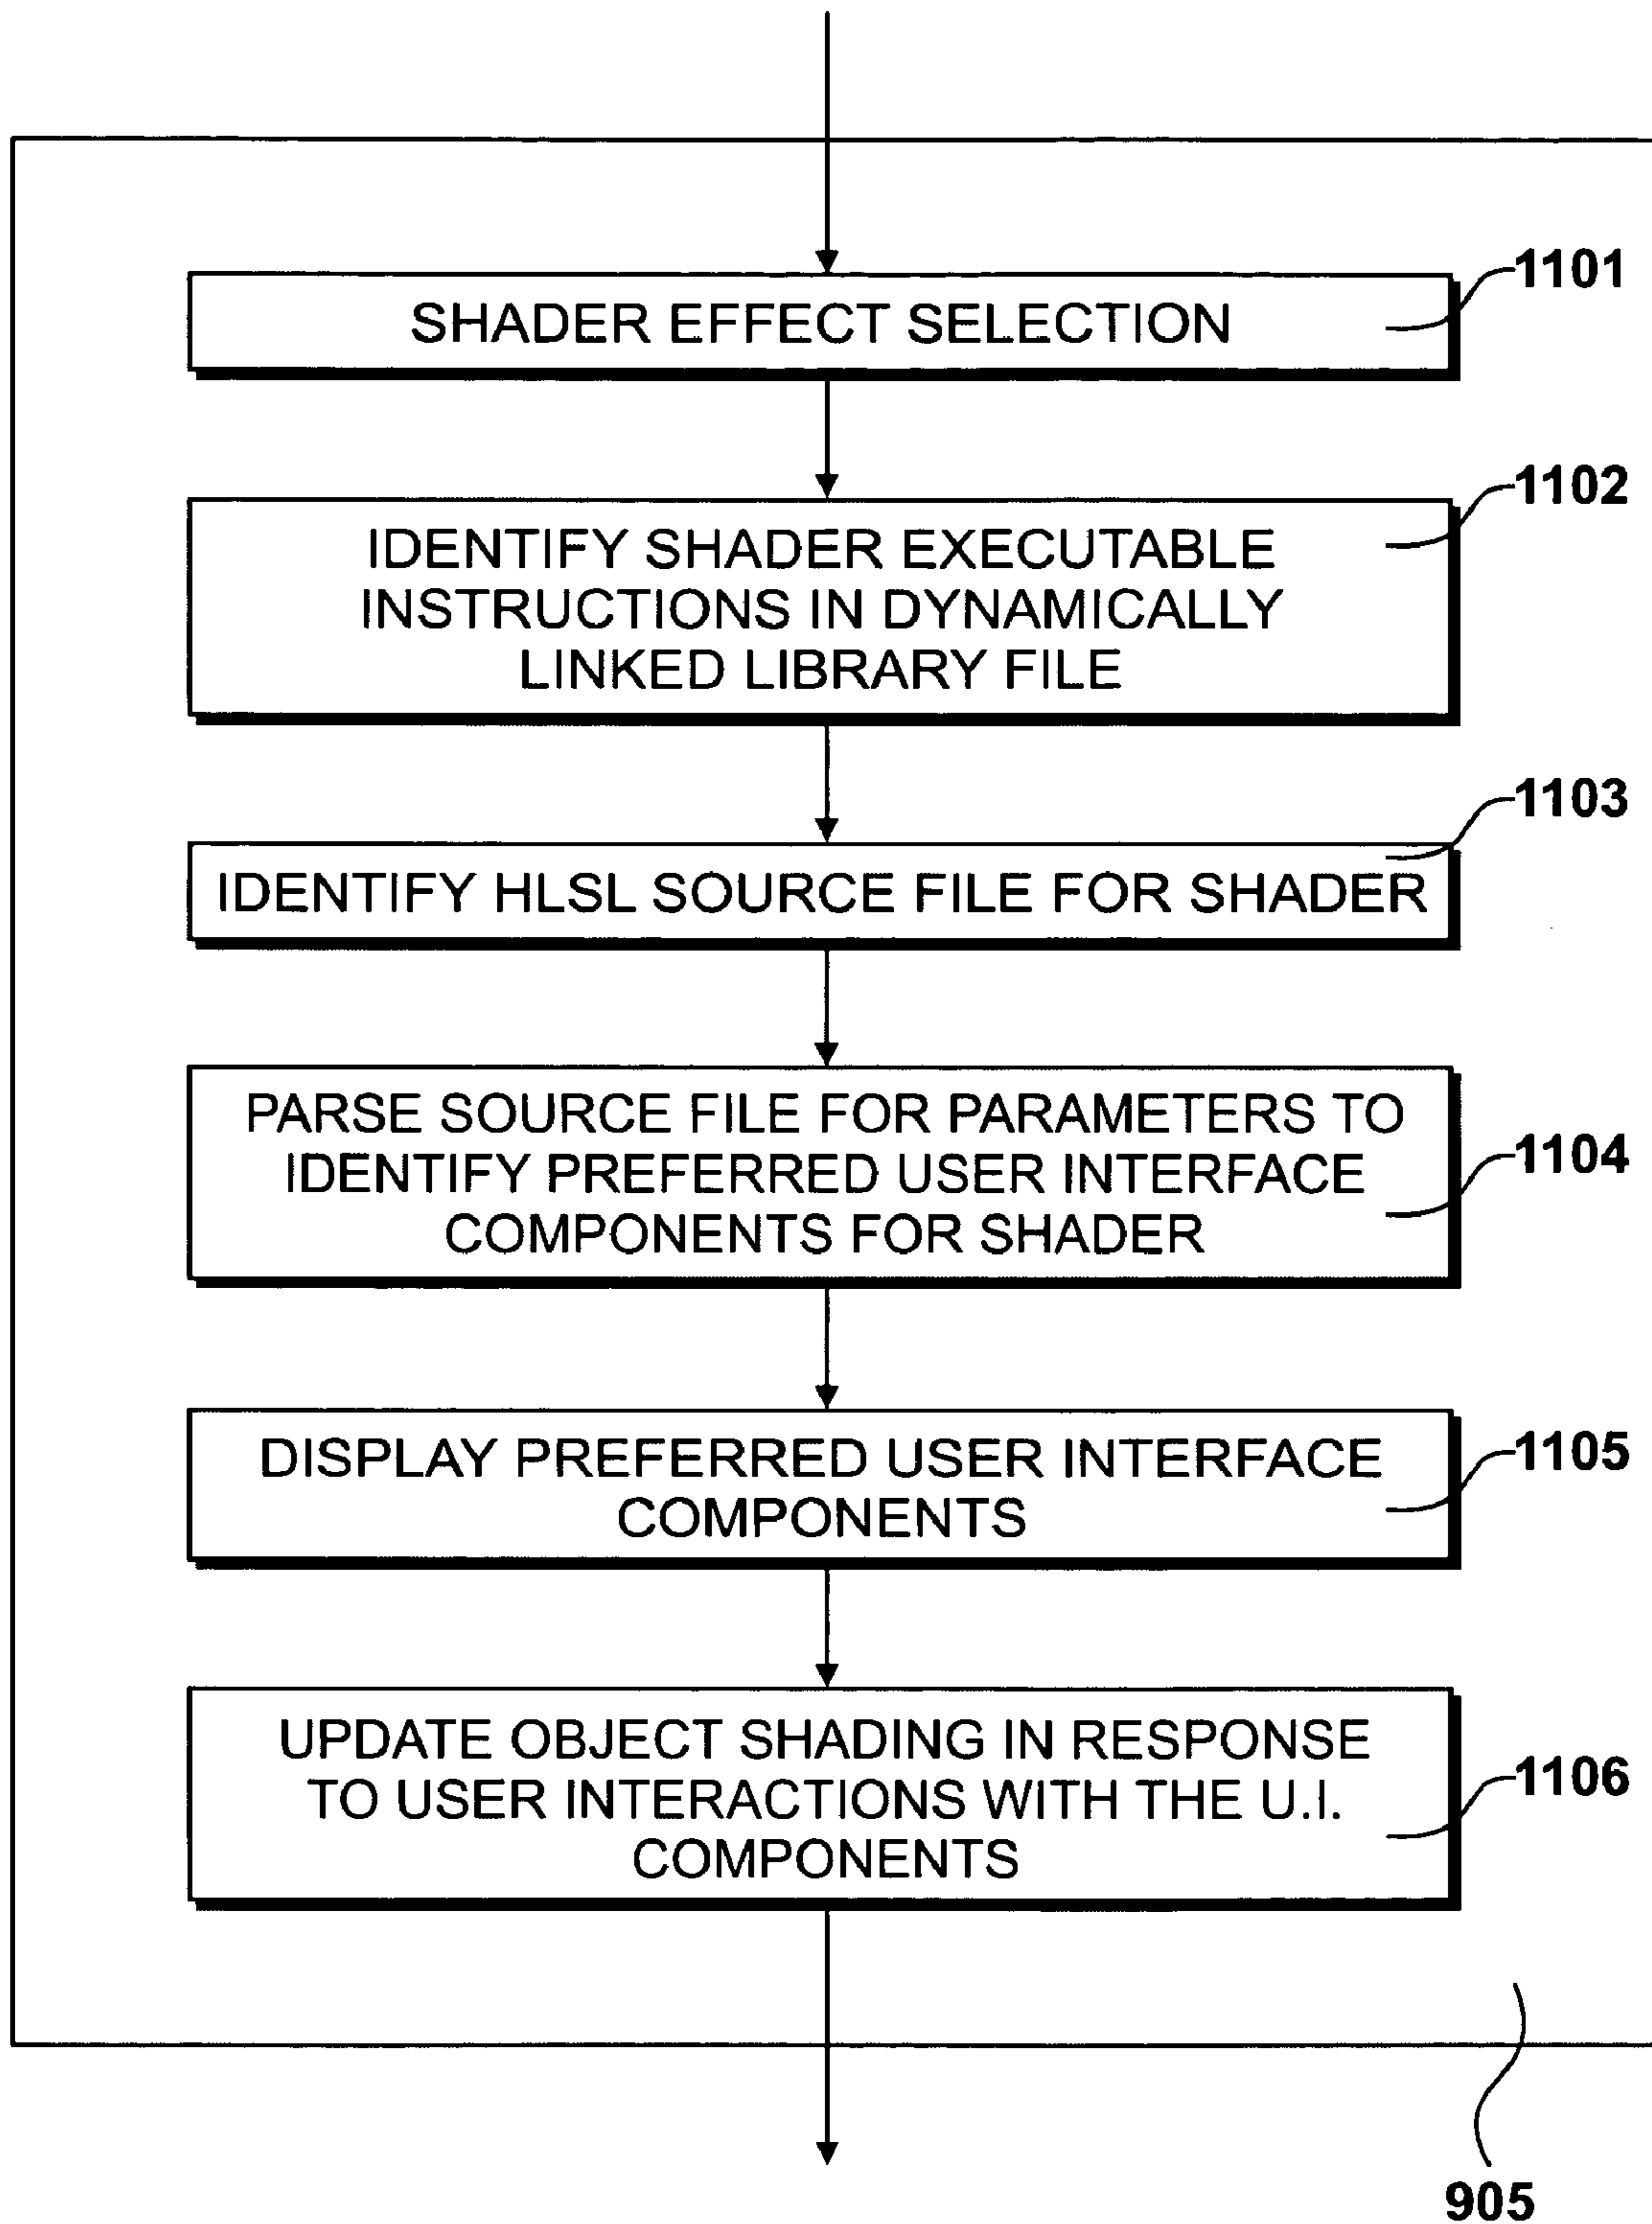 1101
SHADER EFFECT SELECTION
1102
IDENTIFY SHADER EXECUTABLE
INSTRUCTIONS IN DYNAMICALLY
LINKED LIBRARY FILE
1103
IDENTIFY HLSL SOURCE FILE FOR SHADER
PARSE SOURCE FILE FOR PARAMETERS TO
IDENTIFY PREFERRED USER INTERFACE
COMPONENTS FOR SHADER
1104
DISPLAY PREFERRED USER INTERFACE
COMPONENTS
1105
UPDATE OBJECT SHADING IN RESPONSE
TO USER INTERACTIONS WITH THE U.I.
COMPONENTS
1106
905